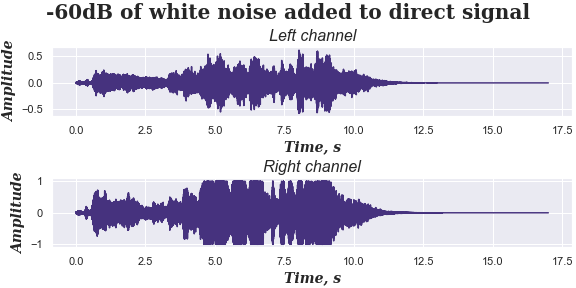 -60dB of white noise added to direct signal
Left channel
Amplitude
0.5
0.0
−0.5
0.0 2.5 5.0 7.5 10.0 12.5 15.0 17.5
Time, s
Right channel
Amplitude
1
0
−1
0.0 2.5 5.0 7.5 10.0 12.5 15.0 17.5
Time, s